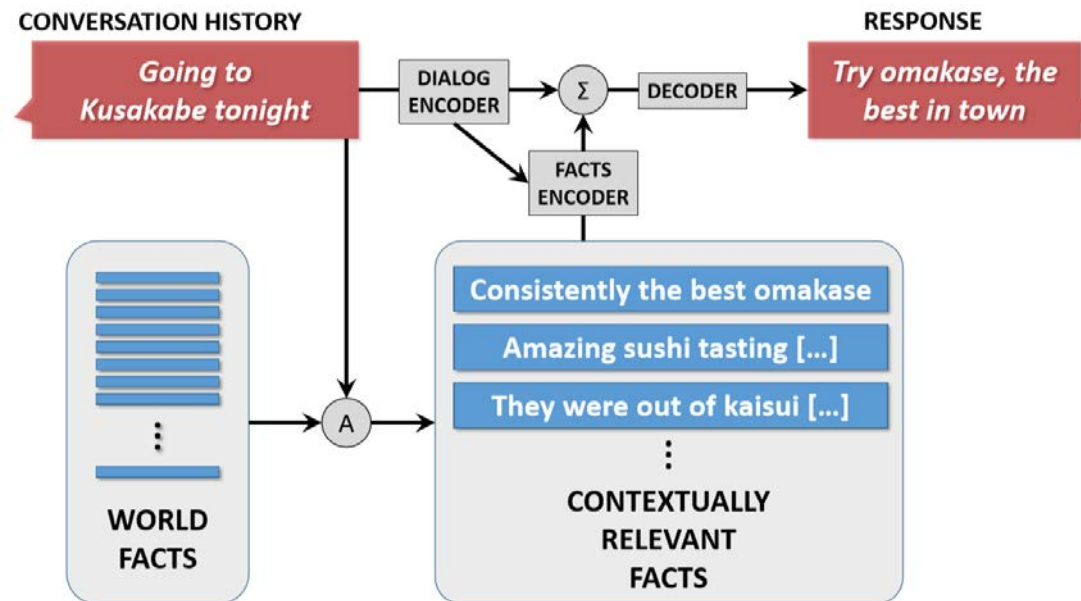 CONVERSATION HISTORY
Going to
Kusakabe tonight
DIALOG
ENCODER
Σ
DECODER
RESPONSE
Try omakase, the
best in town
FACTS
ENCODER
WORLD
FACTS
A
Consistently the best omakase
Amazing sushi tasting […]
They were out of kaisui […]
CONTEXTUALLY
RELEVANT
FACTS